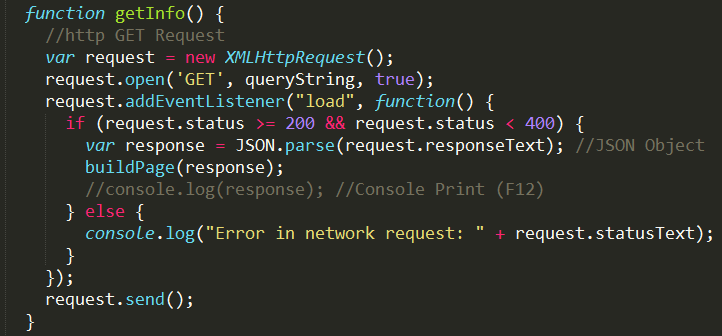 function getInfo() {
//http GET Request
var request = new XMLHttpRequest();
request.open('GET', queryString, true);
request.addEventListener("load", function() {
if (request.status >= 200 && request.status < 400) {
var response = JSON.parse(request.responseText); //JSON Object
buildPage(response);
//console.log(response); //Console Print (F12)
} else {
console.log("Error in network request: " + request.statusText);
}
});
request.send();
}